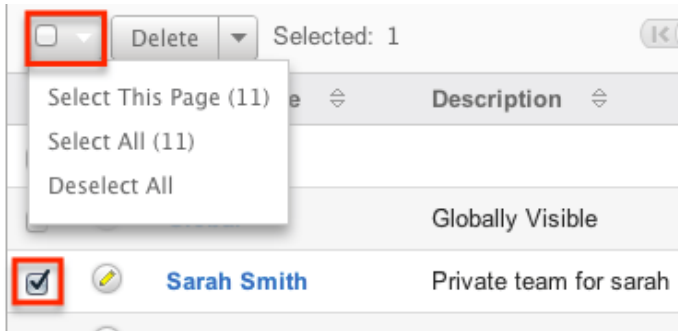 Delete Selected: 1
Select This Page (11)
e Description
Select All (11)
Deselect All
Globally Visible
Sarah Smith Private team for sarah